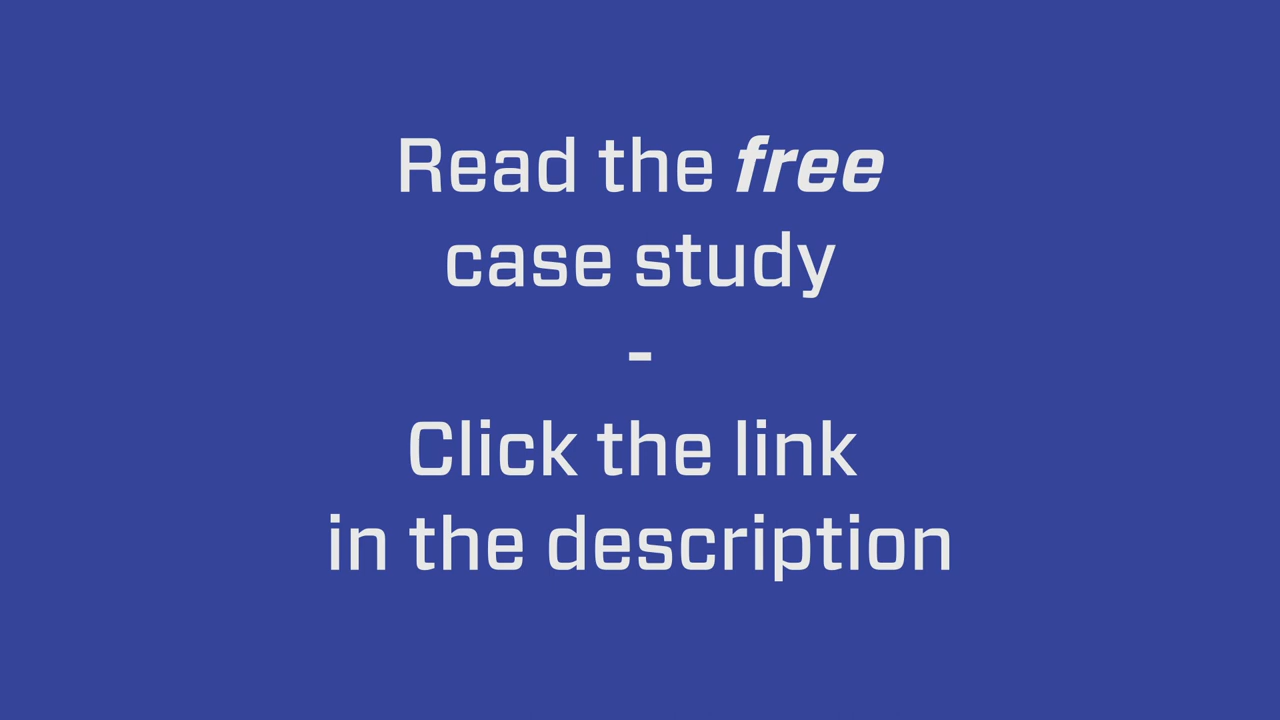 Read the free
case study
-
Click the link
in the description